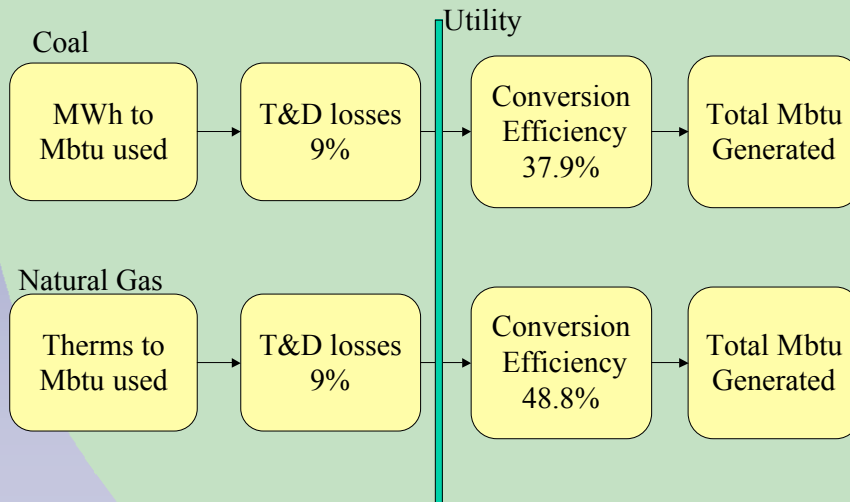 Utility
Coal
MWh to
Mbtu used
T&D losses
9%
Conversion
Efficiency
37.9%
Total Mbtu
Generated
Natural Gas
Therms to
Mbtu used
T&D losses
9%
Conversion
Efficiency
48.8%
Total Mbtu
Generated